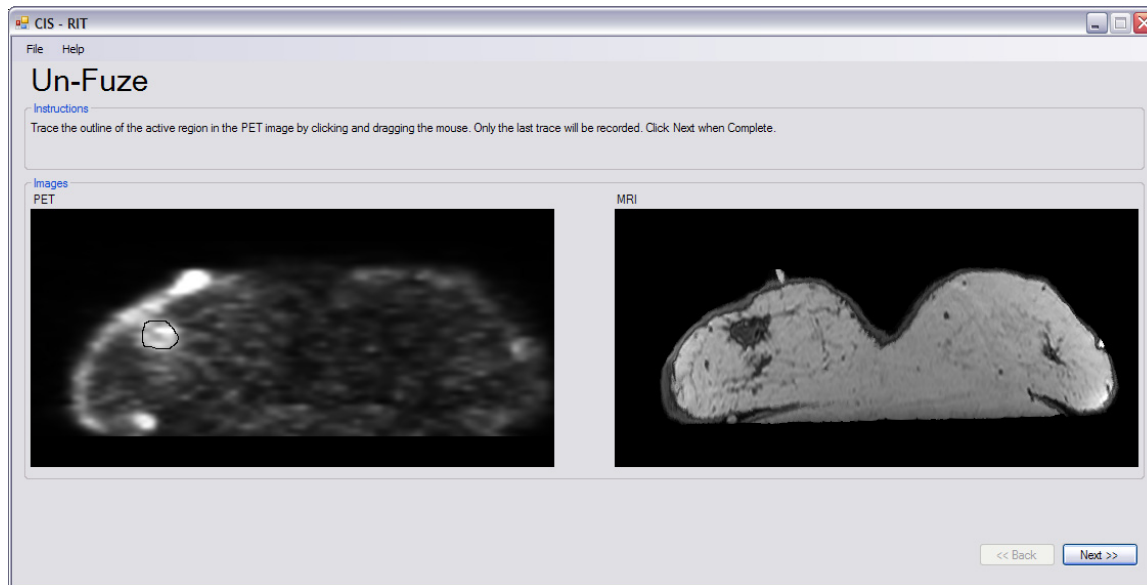 CIS - RIT
File Help
Un-Fuze
Instructions
Trace the outline of the active region in the PET image by clicking and dragging the mouse. Only the last trace will be recorded. Click Next when Complete.
Images
PET MRI
<< Back Next >>